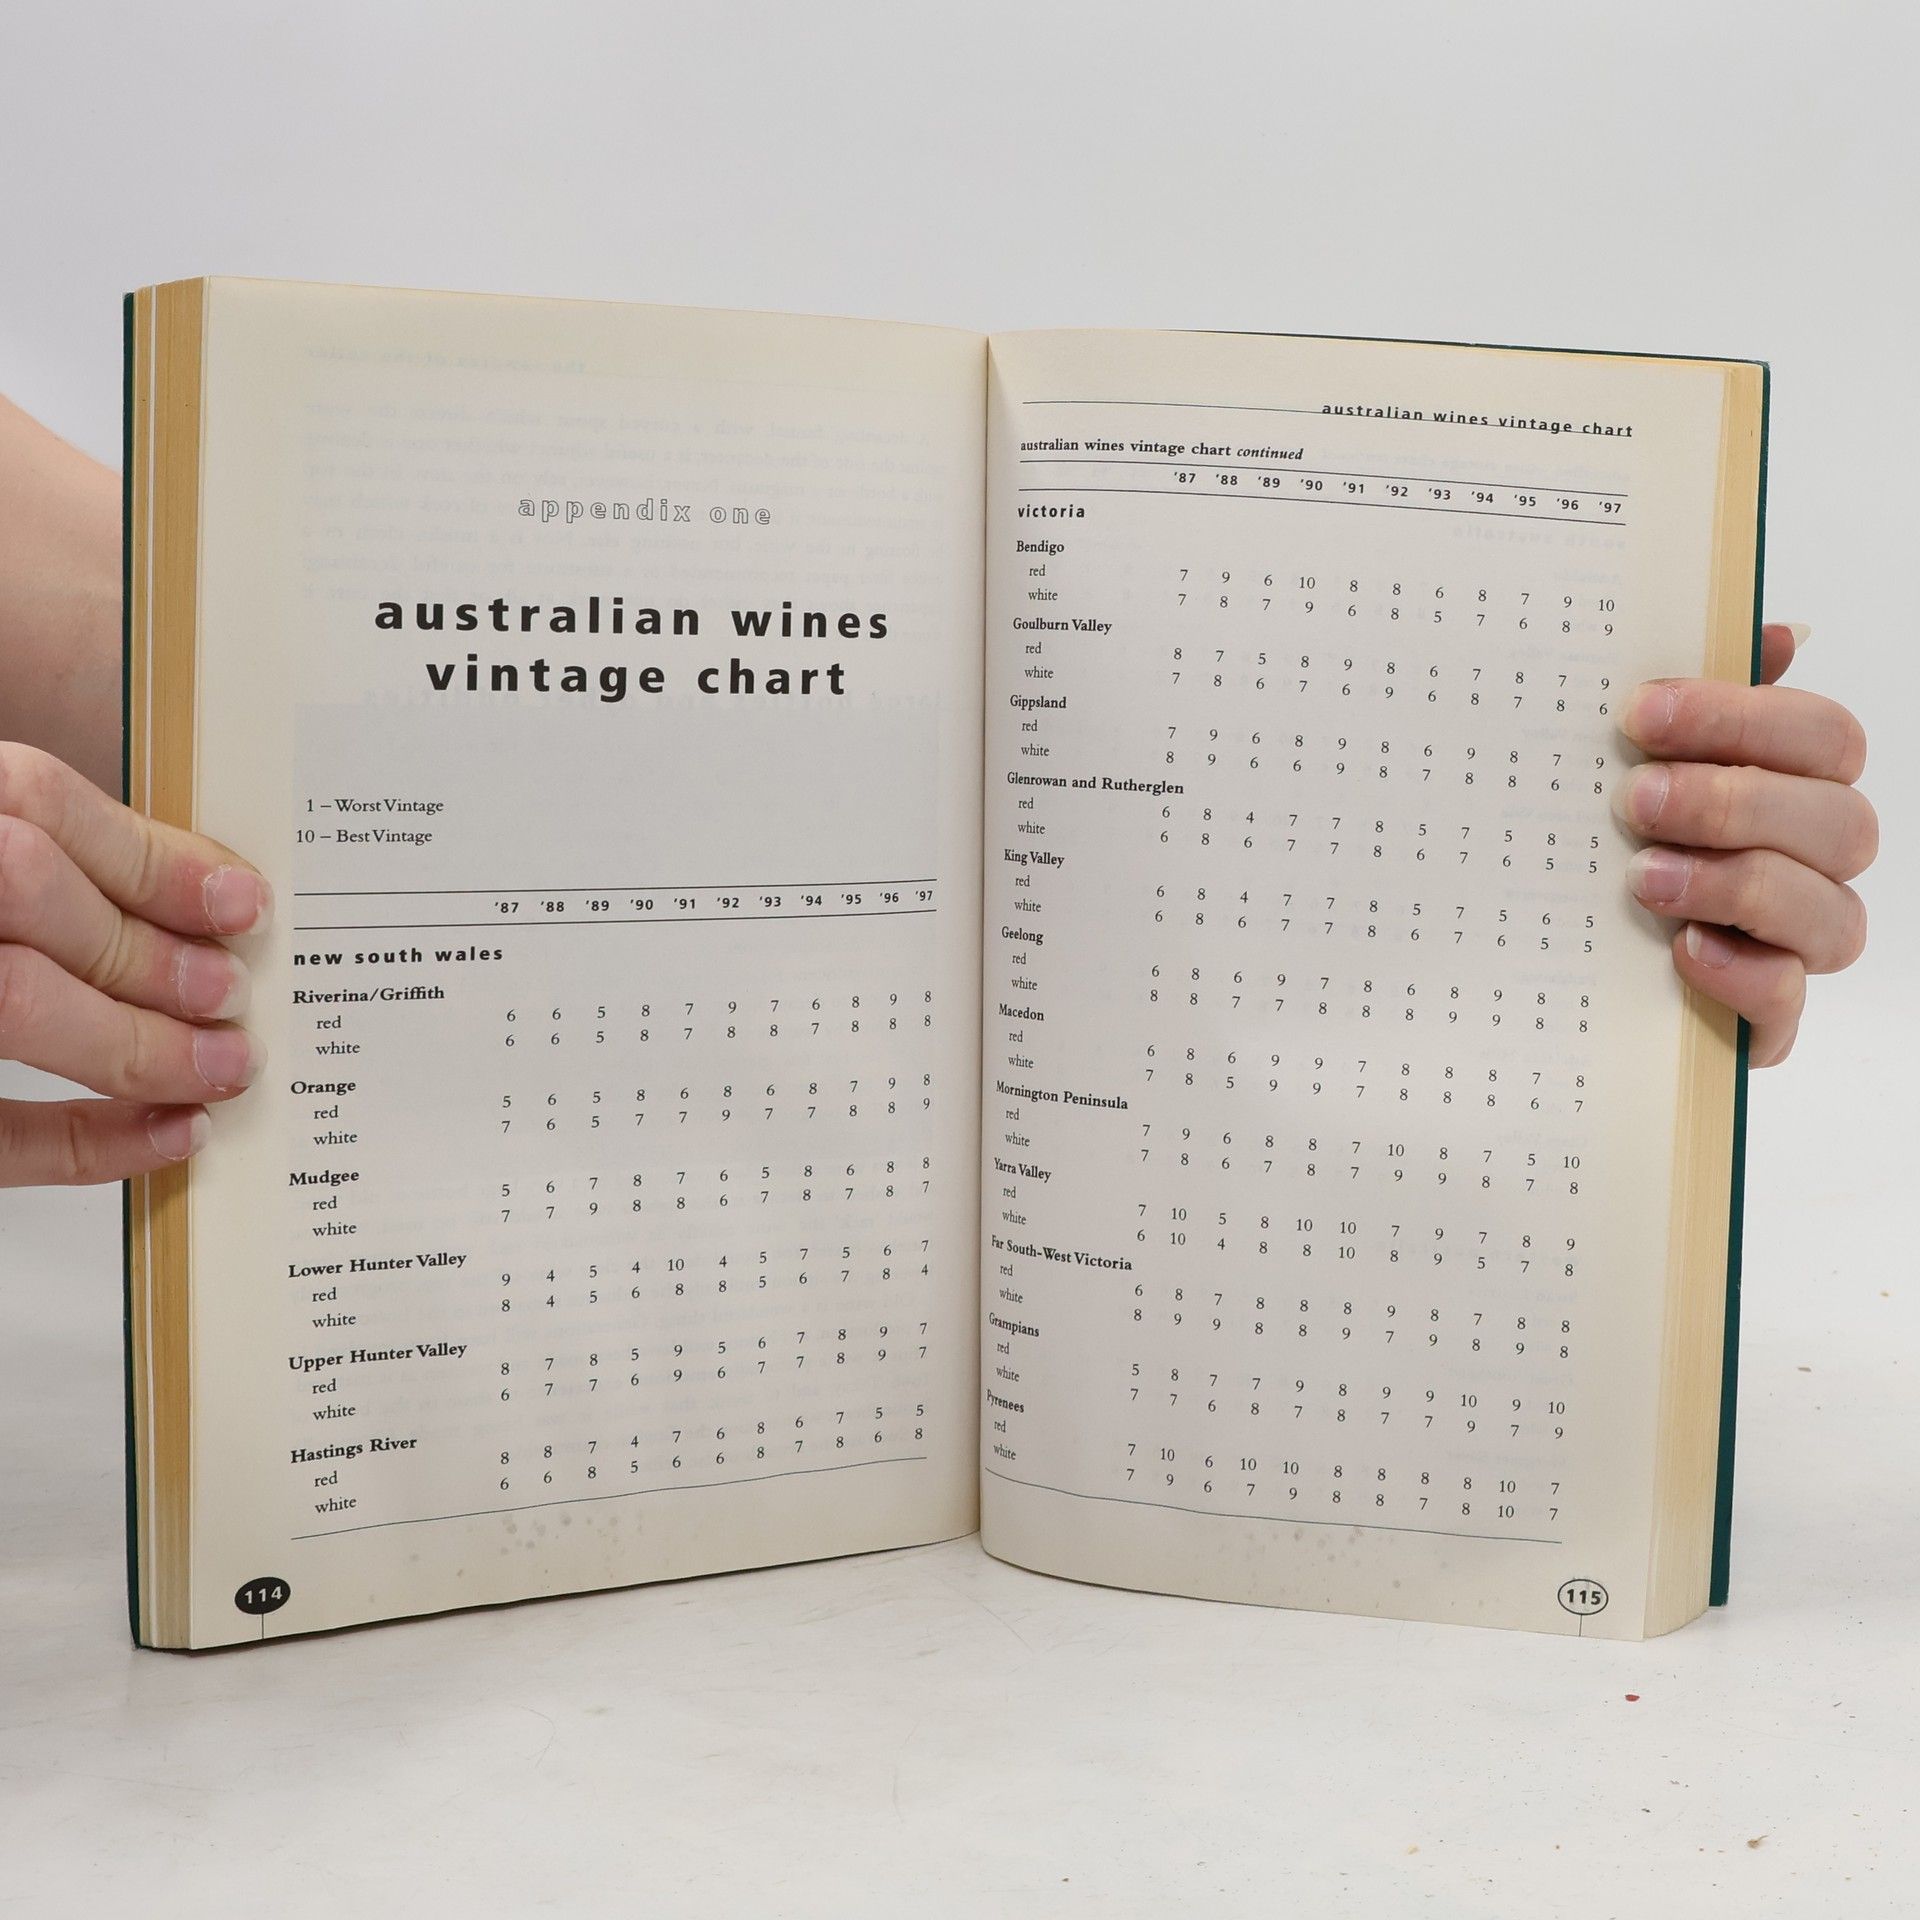 appendix one
australian wines
vintage chart
1 – Worst Vintage
10 – Best Vintage
'87 '88 '89 '90 '91 '92 '93 '94 '95 '96 '97
new south wales
Riverina/Griffith
red 6 6 5 8 7 9 7 6 8 9 8
white 6 6 5 8 7 8 8 7 8 8 8
Orange
red 5 6 5 8 6 8 6 8 7 9 8
white 7 6 5 7 7 9 7 7 8 8 9
Mudgee
red 5 6 7 8 7 6 5 8 6 8 8
white 7 7 9 8 8 6 7 8 7 8 7
Lower Hunter Valley
red 9 4 5 4 10 4 5 7 5 6 7
white 8 4 5 6 8 8 5 6 7 8 4
Upper Hunter Valley
red 8 7 8 5 9 5 6 7 8 9 7
white 6 7 7 6 9 6 7 7 8 9 7
Hastings River
red 8 8 7 4 7 6 8 6 7 5 5
white 6 6 8 5 6 6 8 7 8 6 8
114
australian wines vintage chart
australian wines vintage chart continued
'87 '88 '89 '90 '91 '92 '93 '94 '95 '96 '97
victoria
Bendigo
red 7 9 6 10 8 8 6 8 7 9 10
white 7 8 7 9 6 8 5 7 6 8 9
Goulburn Valley
red 8 7 5 8 9 8 6 7 8 7 9
white 7 8 6 7 6 9 6 8 7 8 6
Gippsland
red 7 9 6 8 9 8 6 9 8 7 9
white 8 9 6 6 9 8 7 8 8 6 8
Glenrowan and Rutherglen
red 6 8 4 7 7 8 5 7 5 8 5
white 6 8 6 7 7 8 6 7 6 5 5
King Valley
red 6 8 4 7 7 8 5 7 5 6 5
white 6 8 6 7 7 8 6 7 6 5 5
Geelong
red 6 8 6 9 7 8 6 8 9 8 8
white 8 8 7 7 8 8 8 9 9 8 8
Macedon
red 6 8 6 9 9 7 8 8 8 7 8
white 7 8 5 9 9 7 8 8 8 6 7
Mornington Peninsula
red 7 9 6 8 8 7 10 8 7 5 10
white 7 8 6 7 8 7 9 9 8 7 8
Yarra Valley
red 7 10 5 8 10 10 7 9 7 8 9
white 6 10 4 8 8 10 8 9 5 7 8
Far South-West Victoria
red 6 8 7 8 8 8 9 8 7 8 8
white 8 9 9 8 8 9 7 9 8 9 8
Grampians
red 5 8 7 7 9 8 9 9 10 9 10
white 7 7 6 8 7 8 7 7 9 7 9
Pyrenees
red 7 10 6 10 10 8 8 8 8 10 7
white 7 9 6 7 9 8 8 7 8 10 7
115